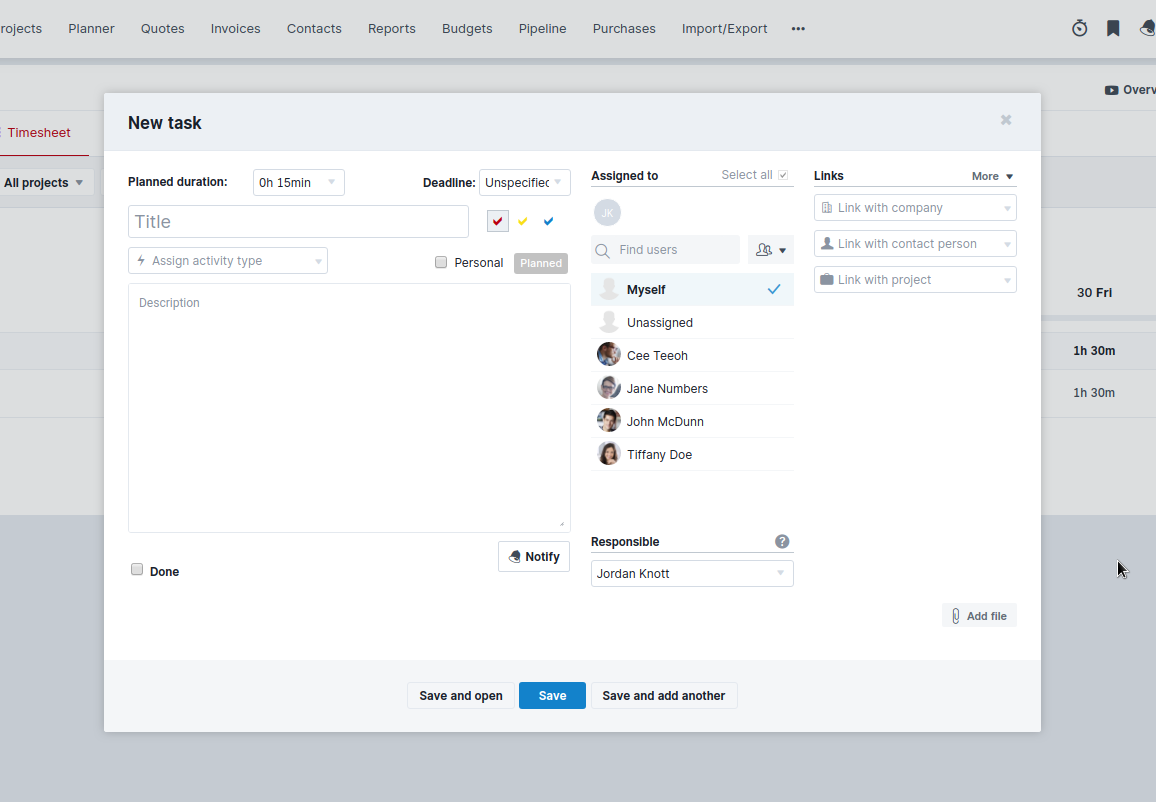 rojects Planner Quotes Invoices Contacts Reports Budgets Pipeline Purchases Import/Export •••
Overv
Timesheet
All projects
New task
Planned duration: 0h 15min Deadline: Unspecified
Title
Assign activity type Personal Planned
Description
Done
Notify
Assigned to Select all
JK
Find users
Myself
Unassigned
Cee Teeoh
Jane Numbers
John McDunn
Tiffany Doe
Responsible ?
Jordan Knott
Links More
Link with company
Link with contact person
Link with project
Add file
30 Fri
1h 30m
1h 30m
Save and open Save Save and add another